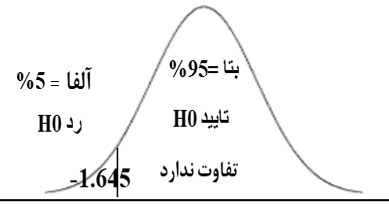 بتا =95%
آلفا = 5%
تایید H0
رد H0
تفاوت ندارد
-1.645